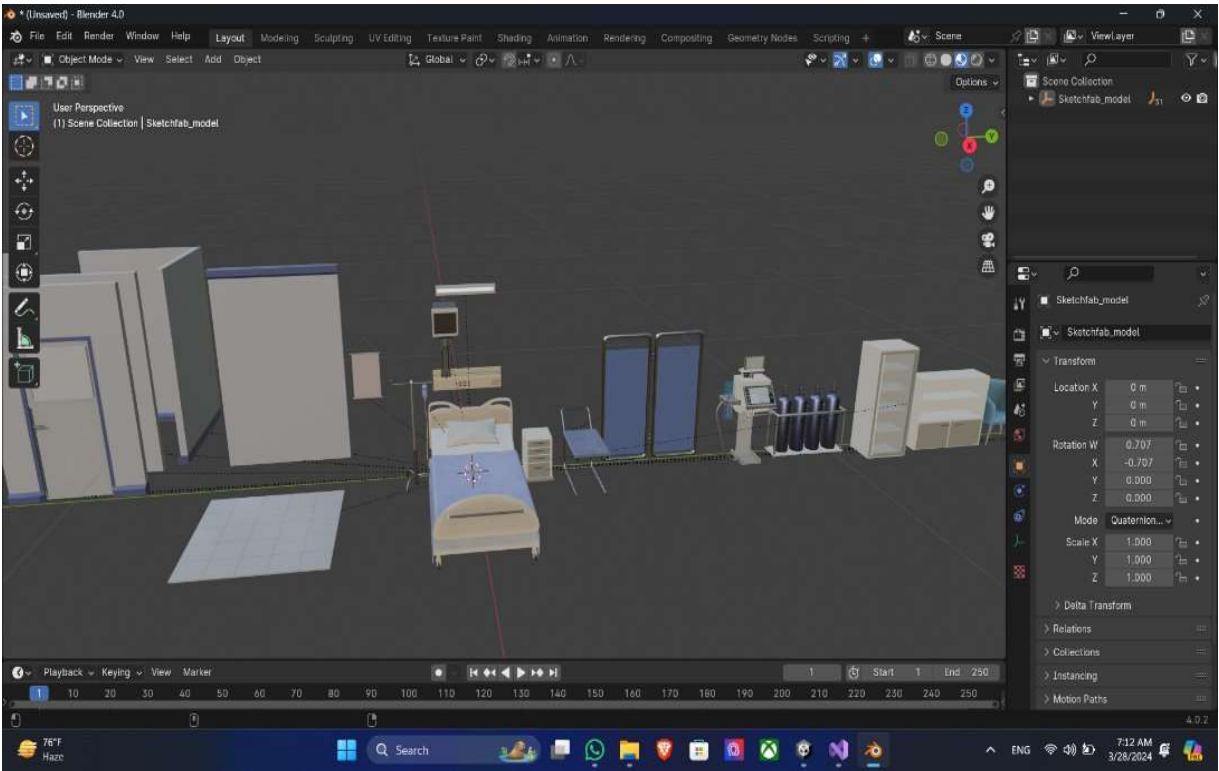 * (Unsaved) - Blender 4.0
File Edit Render Window Help Layout Modeling Sculpting UV Editing Texture Paint Shading Animation Rendering Compositing Geometry Nodes Scripting + Scene ViewLayer
Object Mode View Select Add Object Global
Options
User Perspective
(1) Scene Collection | Sketchfab_model
Z
Y
X
Scene Collection
Sketchfab_model 31
Sketchfab_model
Sketchfab_model
Transform
Location X 0 m
Y 0 m
Z 0 m
Rotation W 0.707
X -0.707
Y 0.000
Z 0.000
Mode Quaternion...
Scale X 1.000
Y 1.000
Z 1.000
Delta Transform
Relations
Collections
Instancing
Motion Paths
Playback Keying View Marker 1 Start 1 End 250
1 10 20 30 40 50 60 70 80 90 100 110 120 130 140 150 160 170 180 190 200 210 220 230 240 250
4.0.2
76°F
Haze
Search
ENG
7:12 AM
3/28/2024